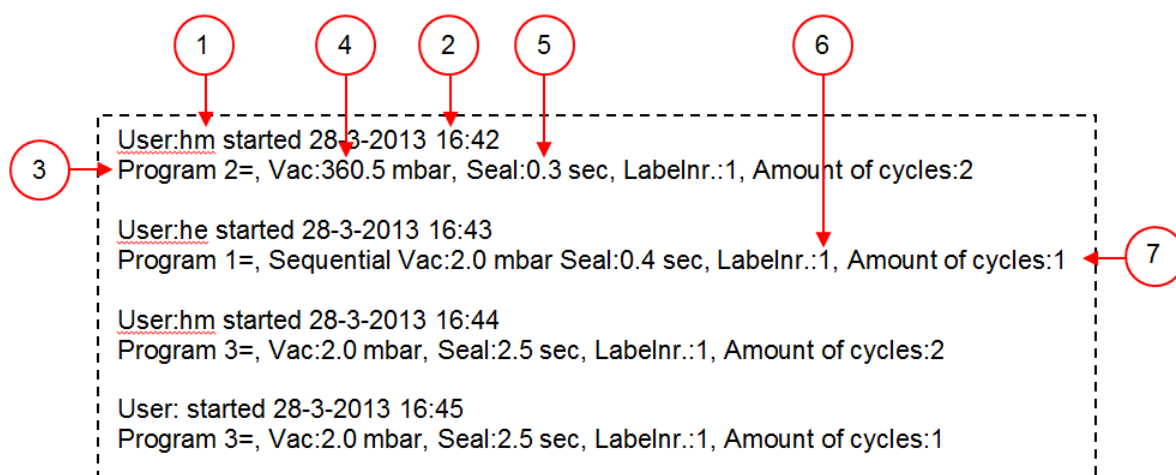 1 4 2 5 6
User:hm started 28-3-2013 16:42
3 Program 2=, Vac:360.5 mbar, Seal:0.3 sec, Labelnr.:1, Amount of cycles:2
User:he started 28-3-2013 16:43
Program 1=, Sequential Vac:2.0 mbar Seal:0.4 sec, Labelnr.:1, Amount of cycles:1 7
User:hm started 28-3-2013 16:44
Program 3=, Vac:2.0 mbar, Seal:2.5 sec, Labelnr.:1, Amount of cycles:2
User: started 28-3-2013 16:45
Program 3=, Vac:2.0 mbar, Seal:2.5 sec, Labelnr.:1, Amount of cycles:1